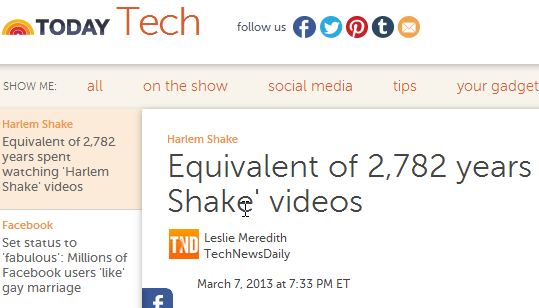 TODAY Tech
follow us
SHOW ME: all on the show social media tips your gadget
Harlem Shake
Equivalent of 2,782
years spent
watching 'Harlem
Shake' videos
Facebook
Set status to
'fabulous': Millions of
Facebook users 'like'
gay marriage
Harlem Shake
Equivalent of 2,782 years
Shake' videos
TND
Leslie Meredith
TechNewsDaily
March 7, 2013 at 7:33 PM ET